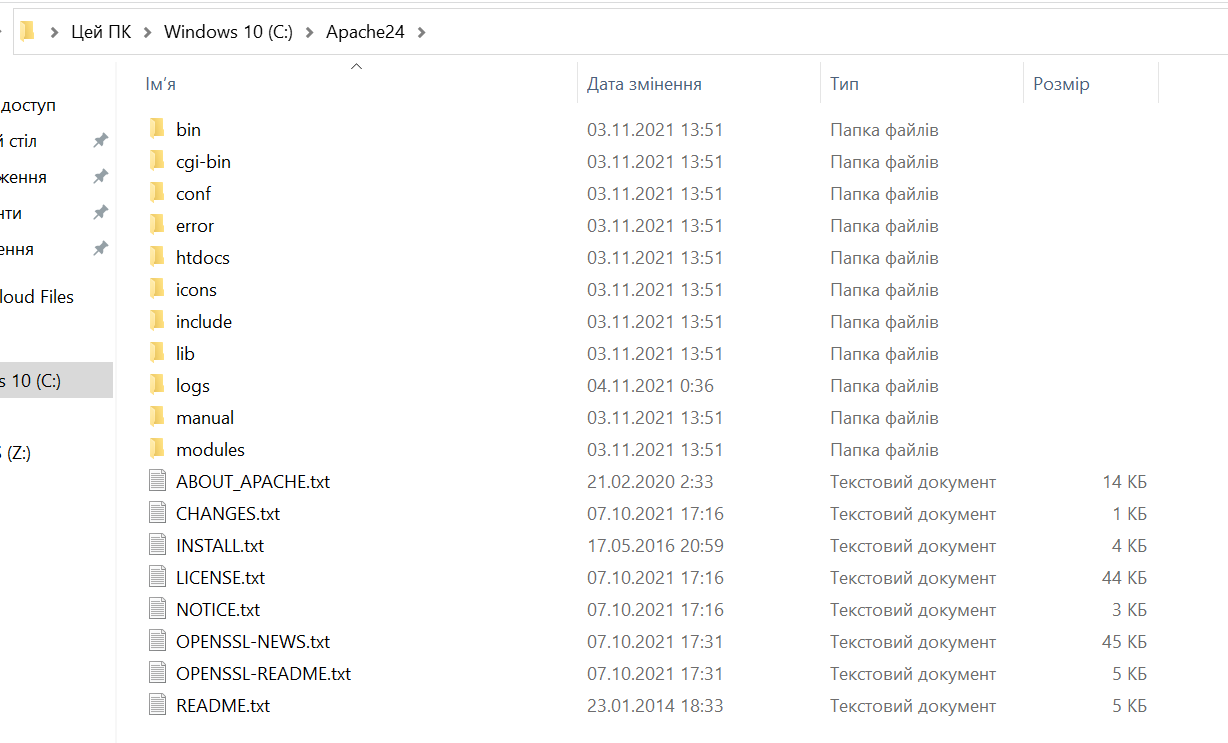 Цей ПК Windows 10 (C:) Apache24
Ім'я Дата змінення Тип Розмір
доступ
й стіл
ження
нти
ення
loud Files
s 10 (C:)
(Z:)
bin 03.11.2021 13:51 Папка файлів
cgi-bin 03.11.2021 13:51 Папка файлів
conf 03.11.2021 13:51 Папка файлів
error 03.11.2021 13:51 Папка файлів
htdocs 03.11.2021 13:51 Папка файлів
icons 03.11.2021 13:51 Папка файлів
include 03.11.2021 13:51 Папка файлів
lib 03.11.2021 13:51 Папка файлів
logs 04.11.2021 0:36 Папка файлів
manual 03.11.2021 13:51 Папка файлів
modules 03.11.2021 13:51 Папка файлів
ABOUT_APACHE.txt 21.02.2020 2:33 Текстовий документ 14 КБ
CHANGES.txt 07.10.2021 17:16 Текстовий документ 1 КБ
INSTALL.txt 17.05.2016 20:59 Текстовий документ 4 КБ
LICENSE.txt 07.10.2021 17:16 Текстовий документ 44 КБ
NOTICE.txt 07.10.2021 17:16 Текстовий документ 3 КБ
OPENSSL-NEWS.txt 07.10.2021 17:31 Текстовий документ 45 КБ
OPENSSL-README.txt 07.10.2021 17:31 Текстовий документ 5 КБ
README.txt 23.01.2014 18:33 Текстовий документ 5 КБ